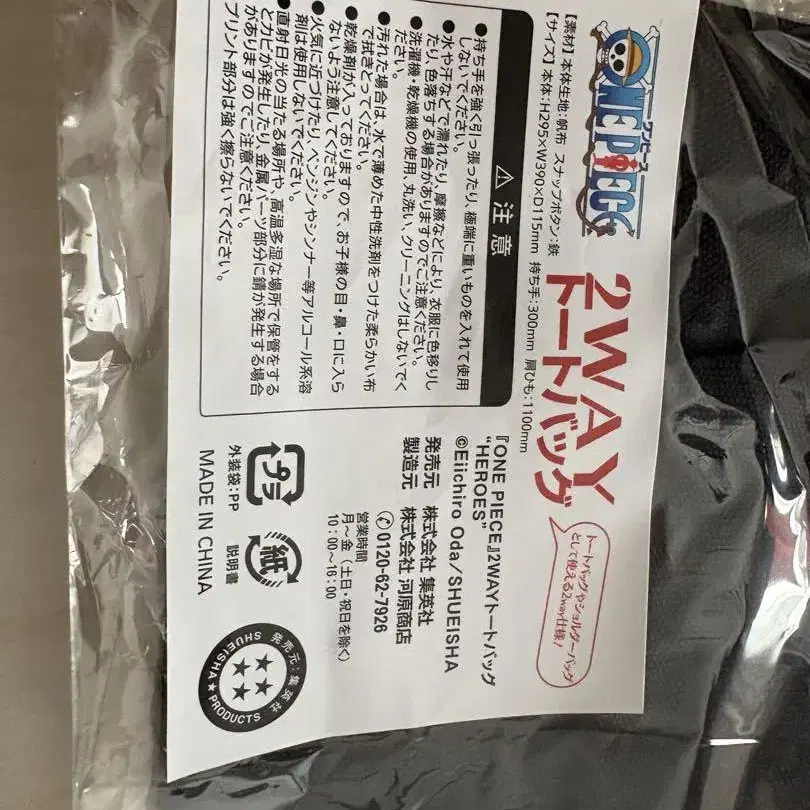 ワンピース
ONE PIECE
2WAY
トートバッグ
トートバッグやショルダーバッグ
として使える2way仕様！
【素材】本体生地：帆布 スナップボタン：鉄
【サイズ】本体：H295×W390×D115mm 持ち手：300mm 肩ひも：1100mm
⚠ 注意
●持ち手を強く引っ張ったり、極端に重いものを入れて使用
しないでください。
●水や汗などで濡れたり、摩擦などにより、衣服に色移りし
たり、色落ちする場合がありますのでご注意ください。
●洗濯機・乾燥機の使用、丸洗い、クリーニングはしないでく
ださい。
●汚れた場合は、水で薄めた中性洗剤をつけた柔らかい布
で拭きとってください。
●乾燥剤が入っておりますので、お子様の目・鼻・口に入ら
ないよう注意してください。
●火気に近づけたり、ベンジンやシンナー等アルコール系溶
剤は使用しないでください。
●直射日光の当たる場所や、高温多湿な場所で保管をする
とカビが発生したり、金属パーツ部分に錆が発生する場合
がありますのでご注意ください。
プリント部分は強く擦らないでください。
『ONE PIECE』2WAYトートバッグ
“HEROES”
©Eiichiro Oda/SHUEISHA
発売元 株式会社 集英社
製造元 株式会社 河原商店
0120-62-7926
営業時間
月〜金（土日・祝日を除く）
10：00〜16：00
プラ
外装袋：PP
紙
説明書
MADE IN CHINA
発売元：集英社
SHUEISHA★PRODUCTS